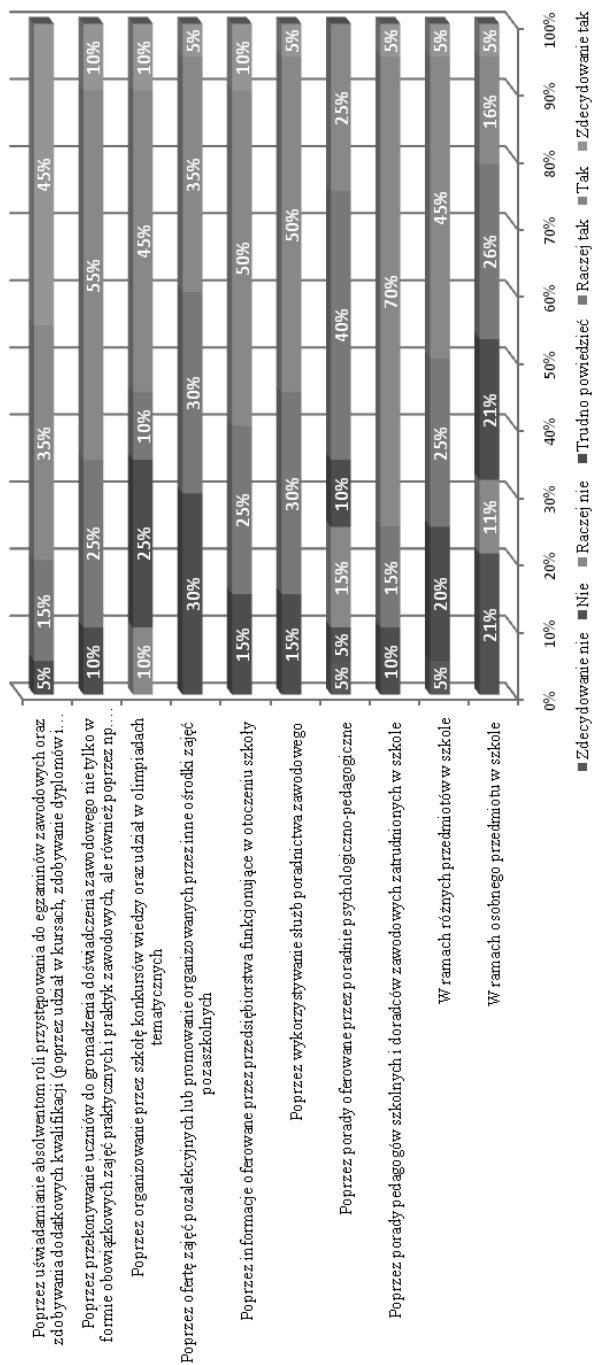 Poprzez uświadamianie absolwentom roli przystępowania do egzaminów zawodowych oraz
zdobywania dodatkowych kwalifikacji (poprzez udział w kursach, zdobywanie dyplomów i…
5% 15% 35% 45%
Poprzez przekonywanie uczniów do gromadzenia doświadczenia zawodowego nie tylko w
formie obowiązkowych zajęć praktycznych i praktyk zawodowych, ale również poprzez np.…
10% 25% 55% 10%
Poprzez organizowanie przez szkołę konkursów wiedzy oraz udział w olimpiadach
tematycznych
10% 25% 10% 45% 10%
Poprzez ofertę zajęć pozalekcyjnych lub promowanie organizowanych przez inne ośrodki zajęć
pozaszkolnych
30% 30% 35% 5%
Poprzez informacje oferowane przez przedsiębiorstwa funkcjonujące w otoczeniu szkoły
15% 25% 50% 10%
Poprzez wykorzystywanie służb poradnictwa zawodowego
15% 30% 50% 5%
Poprzez porady oferowane przez poradnie psychologiczno-pedagogiczne
5% 5% 15% 10% 40% 25%
Poprzez porady pedagogów szkolnych i doradców zawodowych zatrudnionych w szkole
10% 15% 70% 5%
W ramach różnych przedmiotów w szkole
5% 20% 25% 45% 5%
W ramach osobnego przedmiotu w szkole
21% 11% 21% 26% 16% 5%
0% 10% 20% 30% 40% 50% 60% 70% 80% 90% 100%
Zdecydowanie nie Nie Raczej nie Trudno powiedzieć Raczej tak Tak Zdecydowanie tak